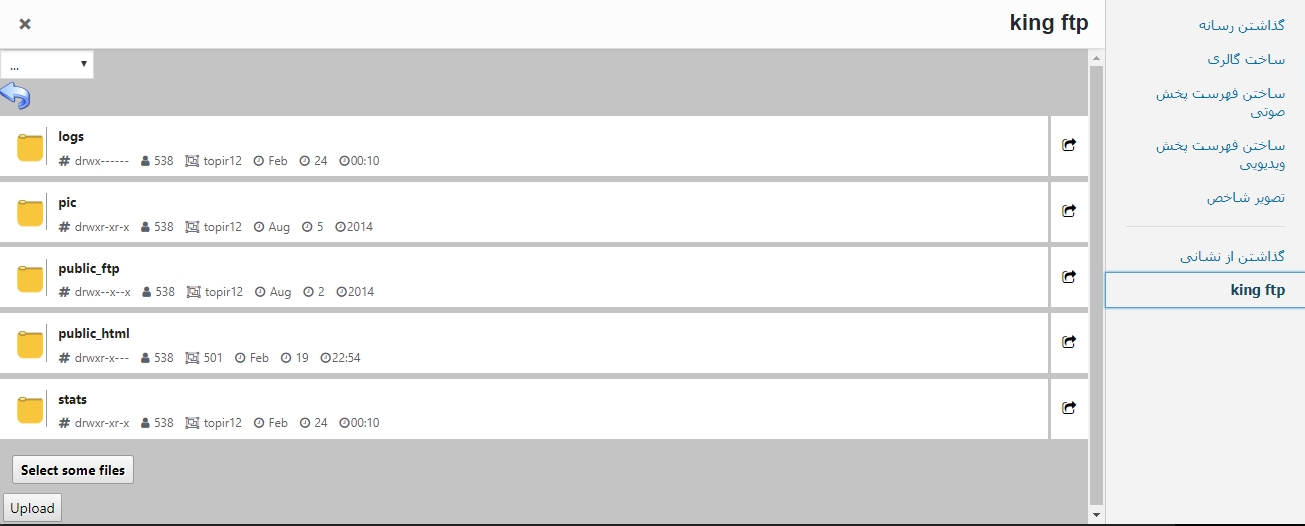 king ftp
...
logs
# drwx------ 538 topir12 Feb 24 00:10
pic
# drwxr-xr-x 538 topir12 Aug 5 2014
public_ftp
# drwx--x--x 538 topir12 Aug 2 2014
public_html
# drwxr-x--- 538 501 Feb 19 22:54
stats
# drwxr-xr-x 538 topir12 Feb 24 00:10
Select some files
Upload
گذاشتن رسانه
ساخت گالری
ساختن فهرست پخش
صوتی
ساختن فهرست پخش
ویدیویی
تصویر شاخص
گذاشتن از نشانی
king ftp